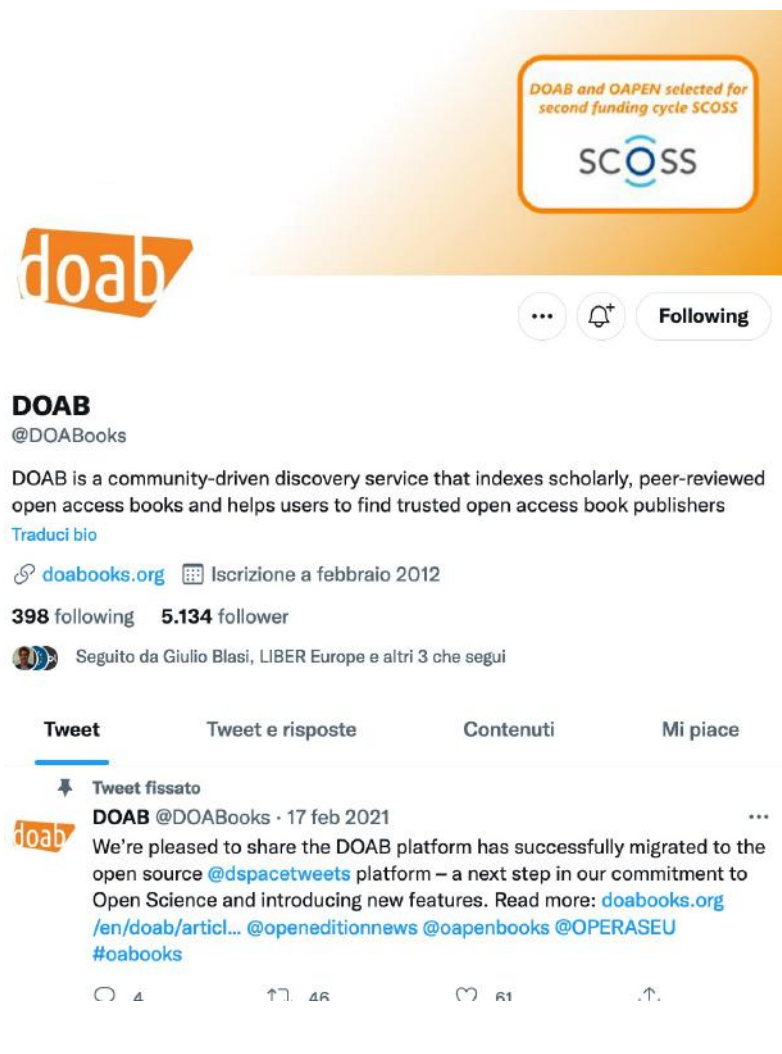 DOAB and OAPEN selected for
second funding cycle SCOSS
SCOSS
doab
Following
DOAB
@DOABooks
DOAB is a community-driven discovery service that indexes scholarly, peer-reviewed
open access books and helps users to find trusted open access book publishers
Traduci bio
doabooks.org Iscrizione a febbraio 2012
398 following 5.134 follower
Seguito da Giulio Blasi, LIBER Europe e altri 3 che segui
Tweet Tweet e risposte Contenuti Mi piace
Tweet fissato
DOAB @DOABooks · 17 feb 2021
doab
We're pleased to share the DOAB platform has successfully migrated to the
open source @dspacetweets platform – a next step in our commitment to
Open Science and introducing new features. Read more: doabooks.org
/en/doab/articl... @openeditionnews @oapenbooks @OPERASEU
#oabooks
4 46 61